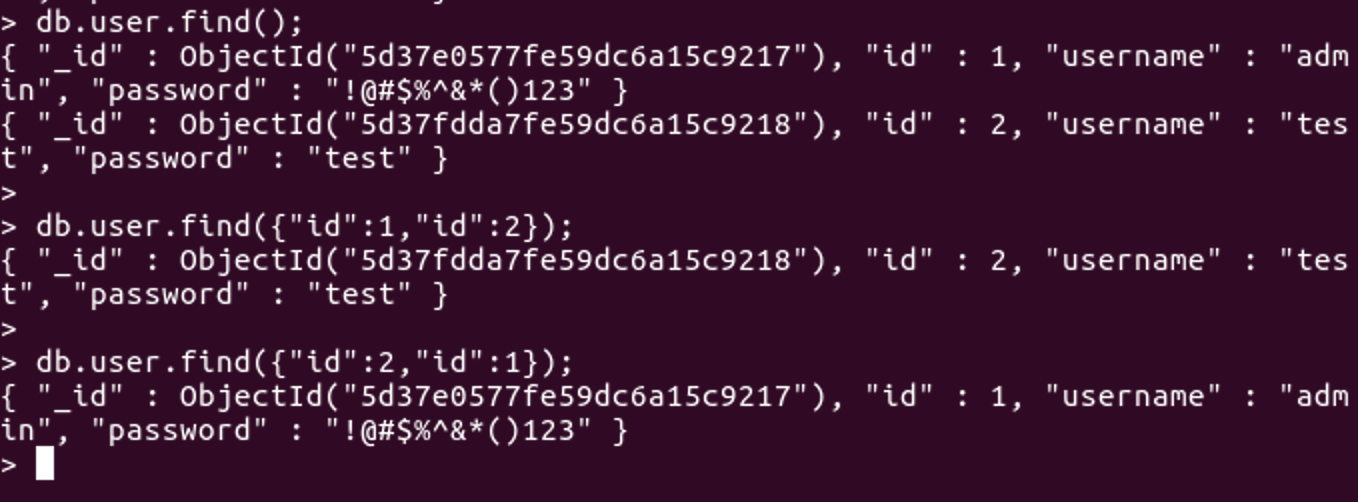 > db.user.find();
{ "_id" : ObjectId("5d37e0577fe59dc6a15c9217"), "id" : 1, "username" : "adm
in", "password" : "!@#$%^&*()123" }
{ "_id" : ObjectId("5d37fdda7fe59dc6a15c9218"), "id" : 2, "username" : "tes
t", "password" : "test" }
>
> db.user.find({"id":1,"id":2});
{ "_id" : ObjectId("5d37fdda7fe59dc6a15c9218"), "id" : 2, "username" : "tes
t", "password" : "test" }
>
> db.user.find({"id":2,"id":1});
{ "_id" : ObjectId("5d37e0577fe59dc6a15c9217"), "id" : 1, "username" : "adm
in", "password" : "!@#$%^&*()123" }
>